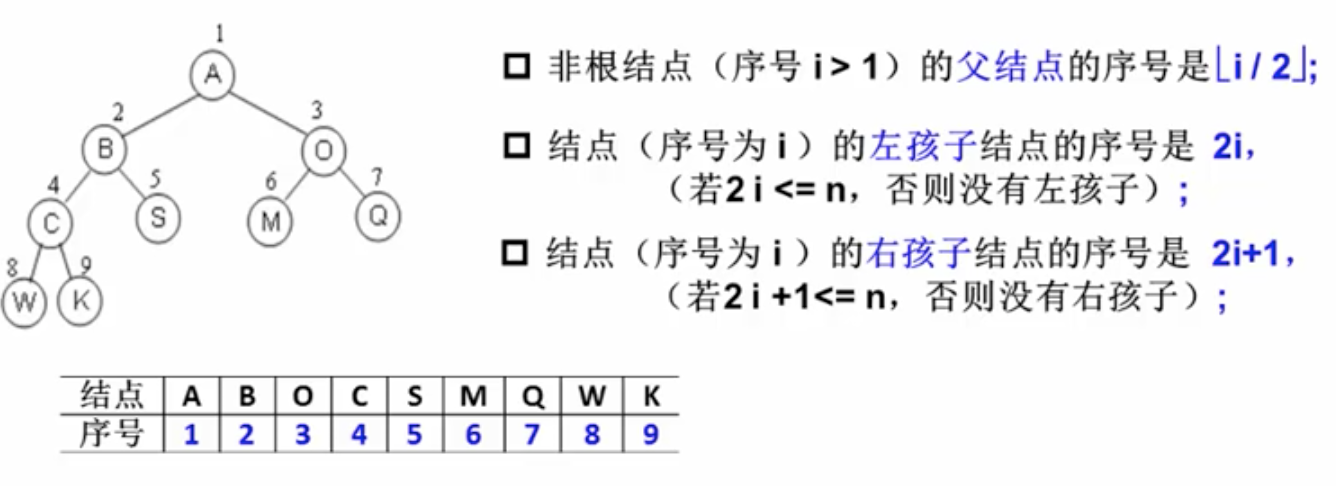 1
A
2
3
B
O
4
5
6
7
C
S
M
Q
8
9
W
K
□ 非根结点（序号 i > 1）的父结点的序号是⌊i / 2⌋;
□ 结点（序号为 i ）的左孩子结点的序号是 2i，
（若2 i <= n，否则没有左孩子）;
□ 结点（序号为 i ）的右孩子结点的序号是 2i+1，
（若2 i +1<= n，否则没有右孩子）;
结点 A B O C S M Q W K
序号 1 2 3 4 5 6 7 8 9